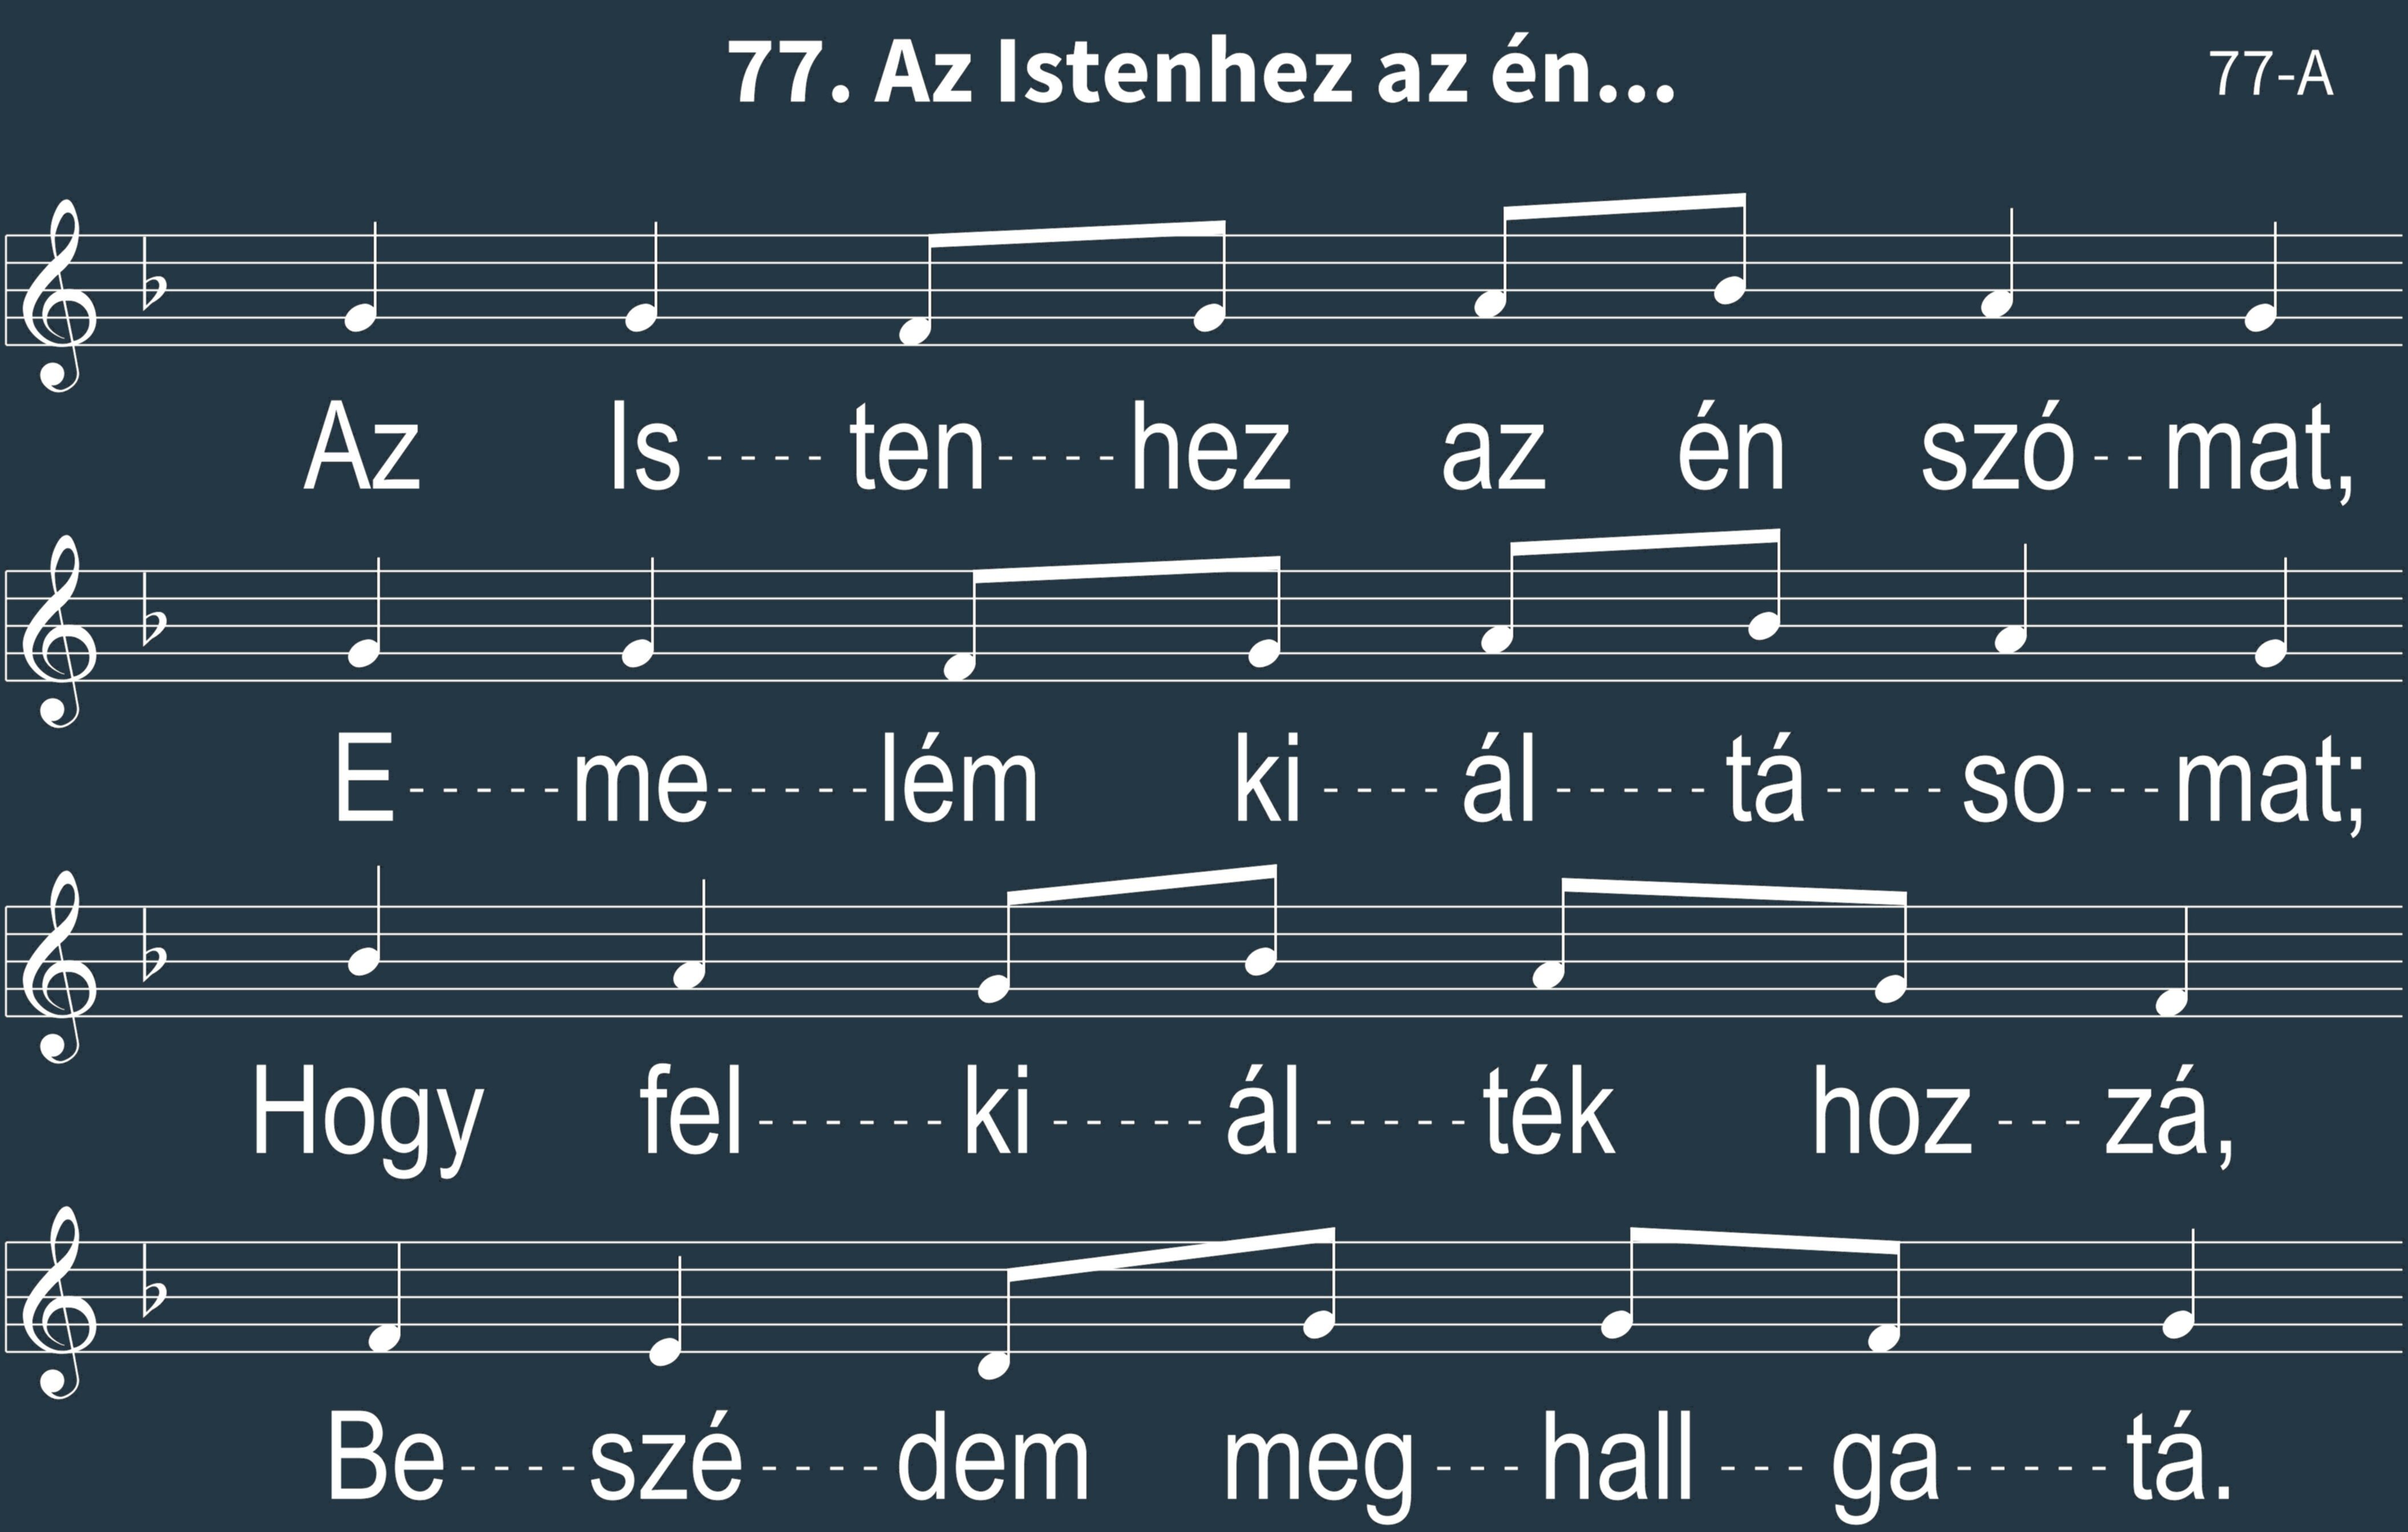 77. Az Istenhez az én...
77-A
Az Is---- ten----hez az én szó--mat,
E-----me-----lém ki----ál-----tá----so---mat;
Hogy fel------ki-----ál-----ték hoz---zá,
Be----szé----dem meg---hall---ga-----tá.